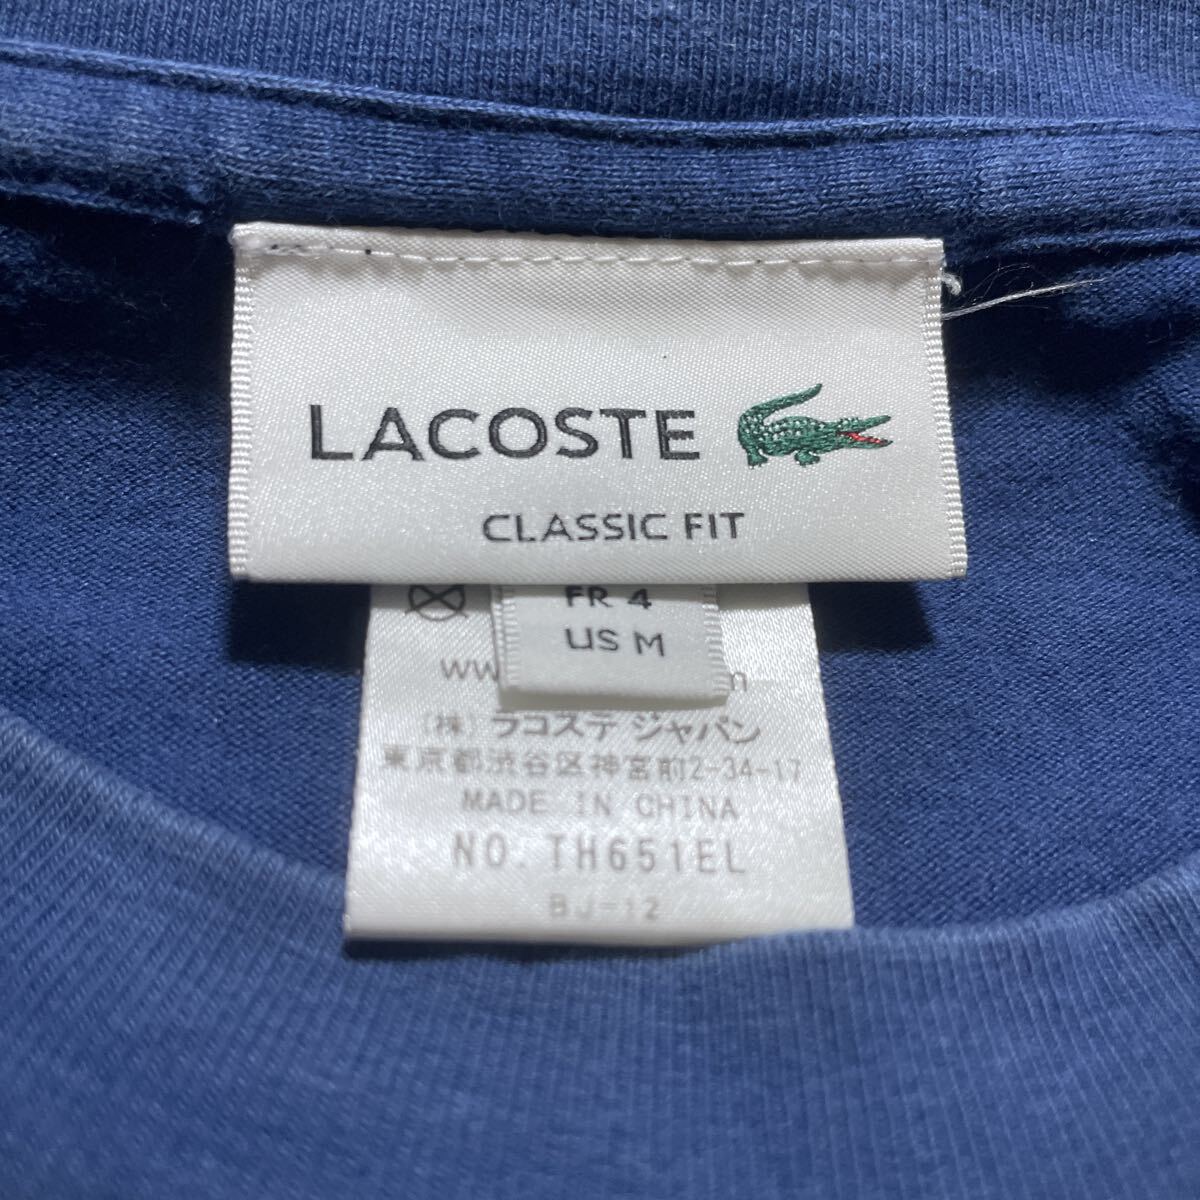 LACOSTE
CLASSIC FIT
FR 4
US M
(株) ラコステ ジャパン
東京都渋谷区神宮前2-34-17
MADE IN CHINA
NO. TH651EL
BJ-12